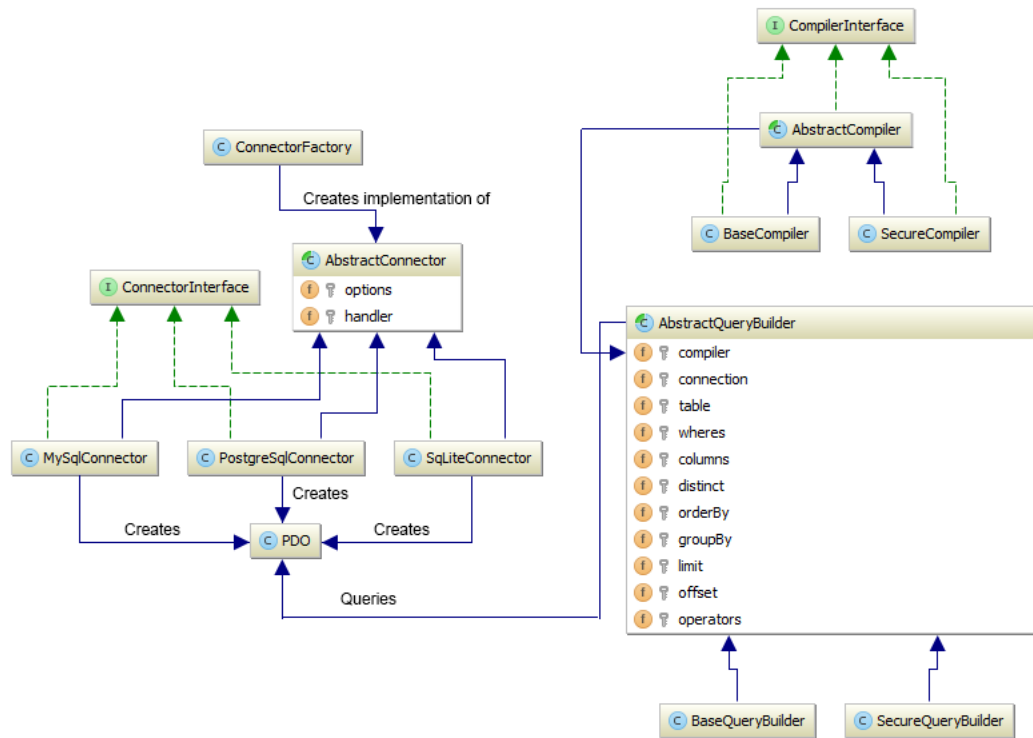 I CompilerInterface
C AbstractCompiler
C ConnectorFactory
Creates implementation of
C BaseCompiler
C SecureCompiler
C AbstractConnector
f options
f handler
I ConnectorInterface
C AbstractQueryBuilder
f compiler
f connection
f table
f wheres
f columns
f distinct
f orderBy
f groupBy
f limit
f offset
f operators
C MySqlConnector
C PostgreSqlConnector
C SqLiteConnector
Creates
Creates
Creates
C PDO
Queries
C BaseQueryBuilder
C SecureQueryBuilder